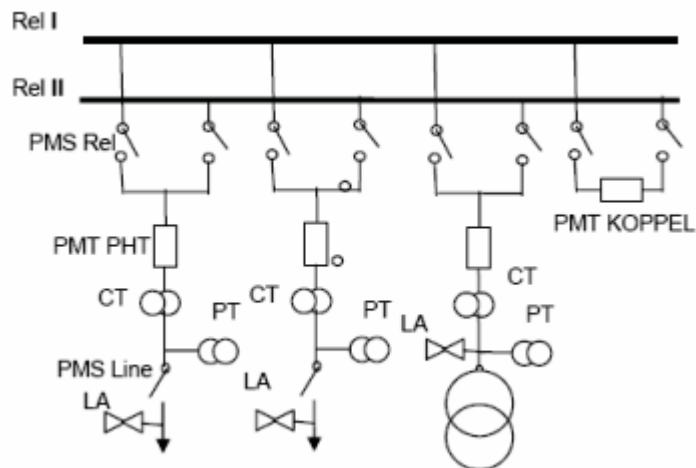 Rel I
Rel II
PMS Rel
PMT KOPPEL
PMT PHT
CT
CT
CT
PT
PT
PT
LA
PMS Line
LA
LA